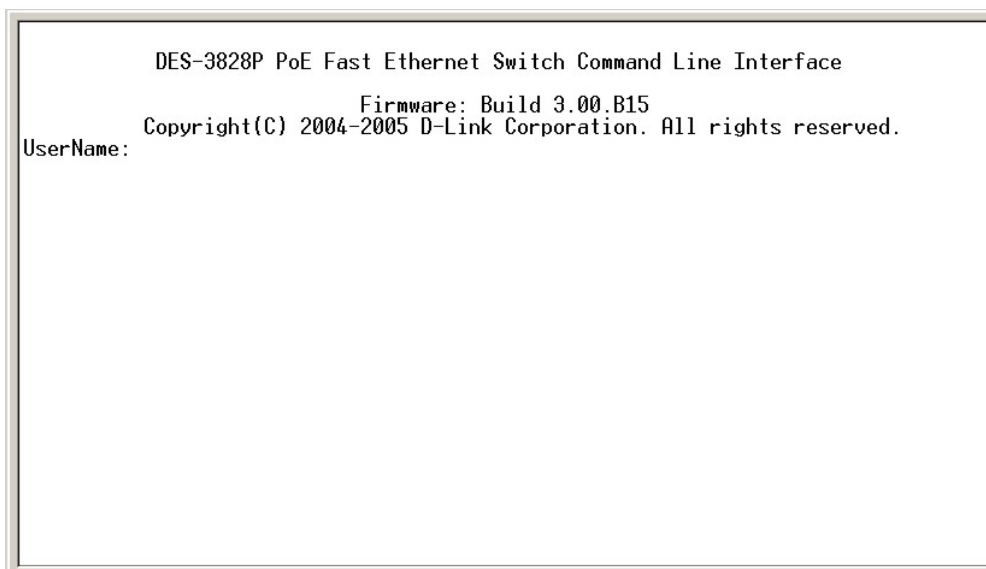 DES-3828P PoE Fast Ethernet Switch Command Line Interface
Firmware: Build 3.00.B15
Copyright(C) 2004-2005 D-Link Corporation. All rights reserved.
UserName: